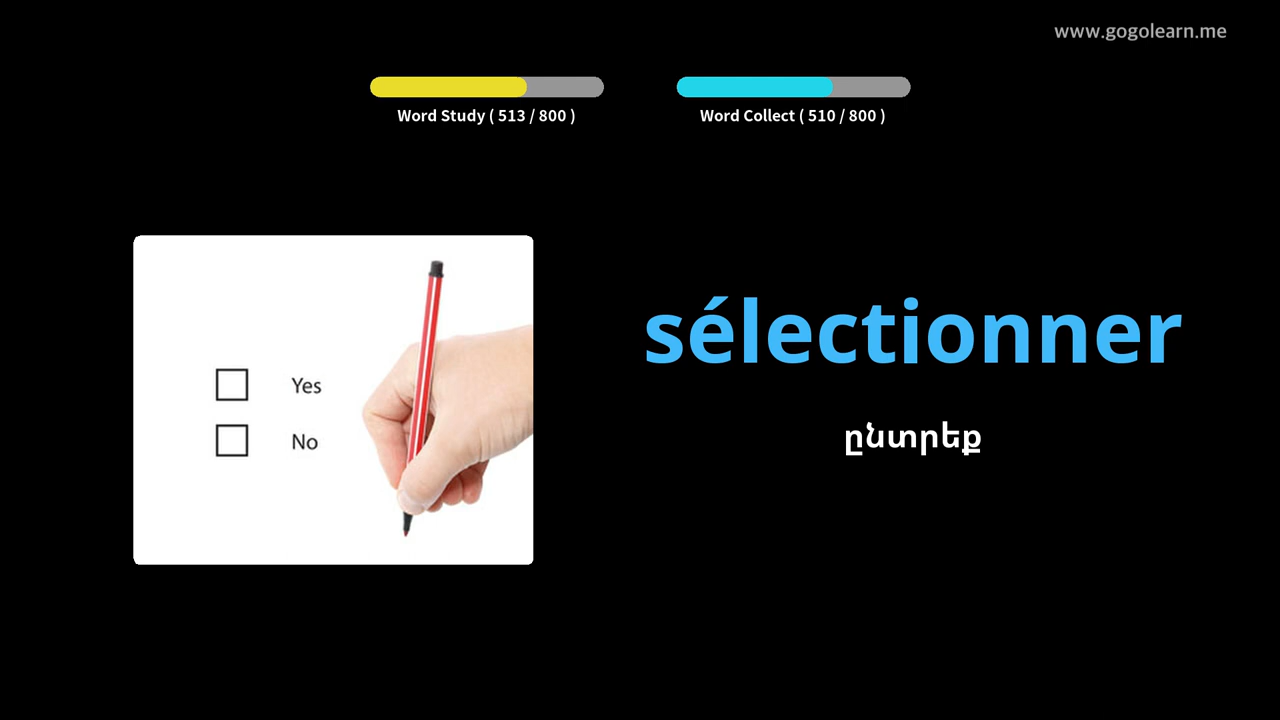 www.gogolearn.me
Word Study ( 513 / 800 )
Word Collect ( 510 / 800 )
sélectionner
ընտրեք
Yes
No